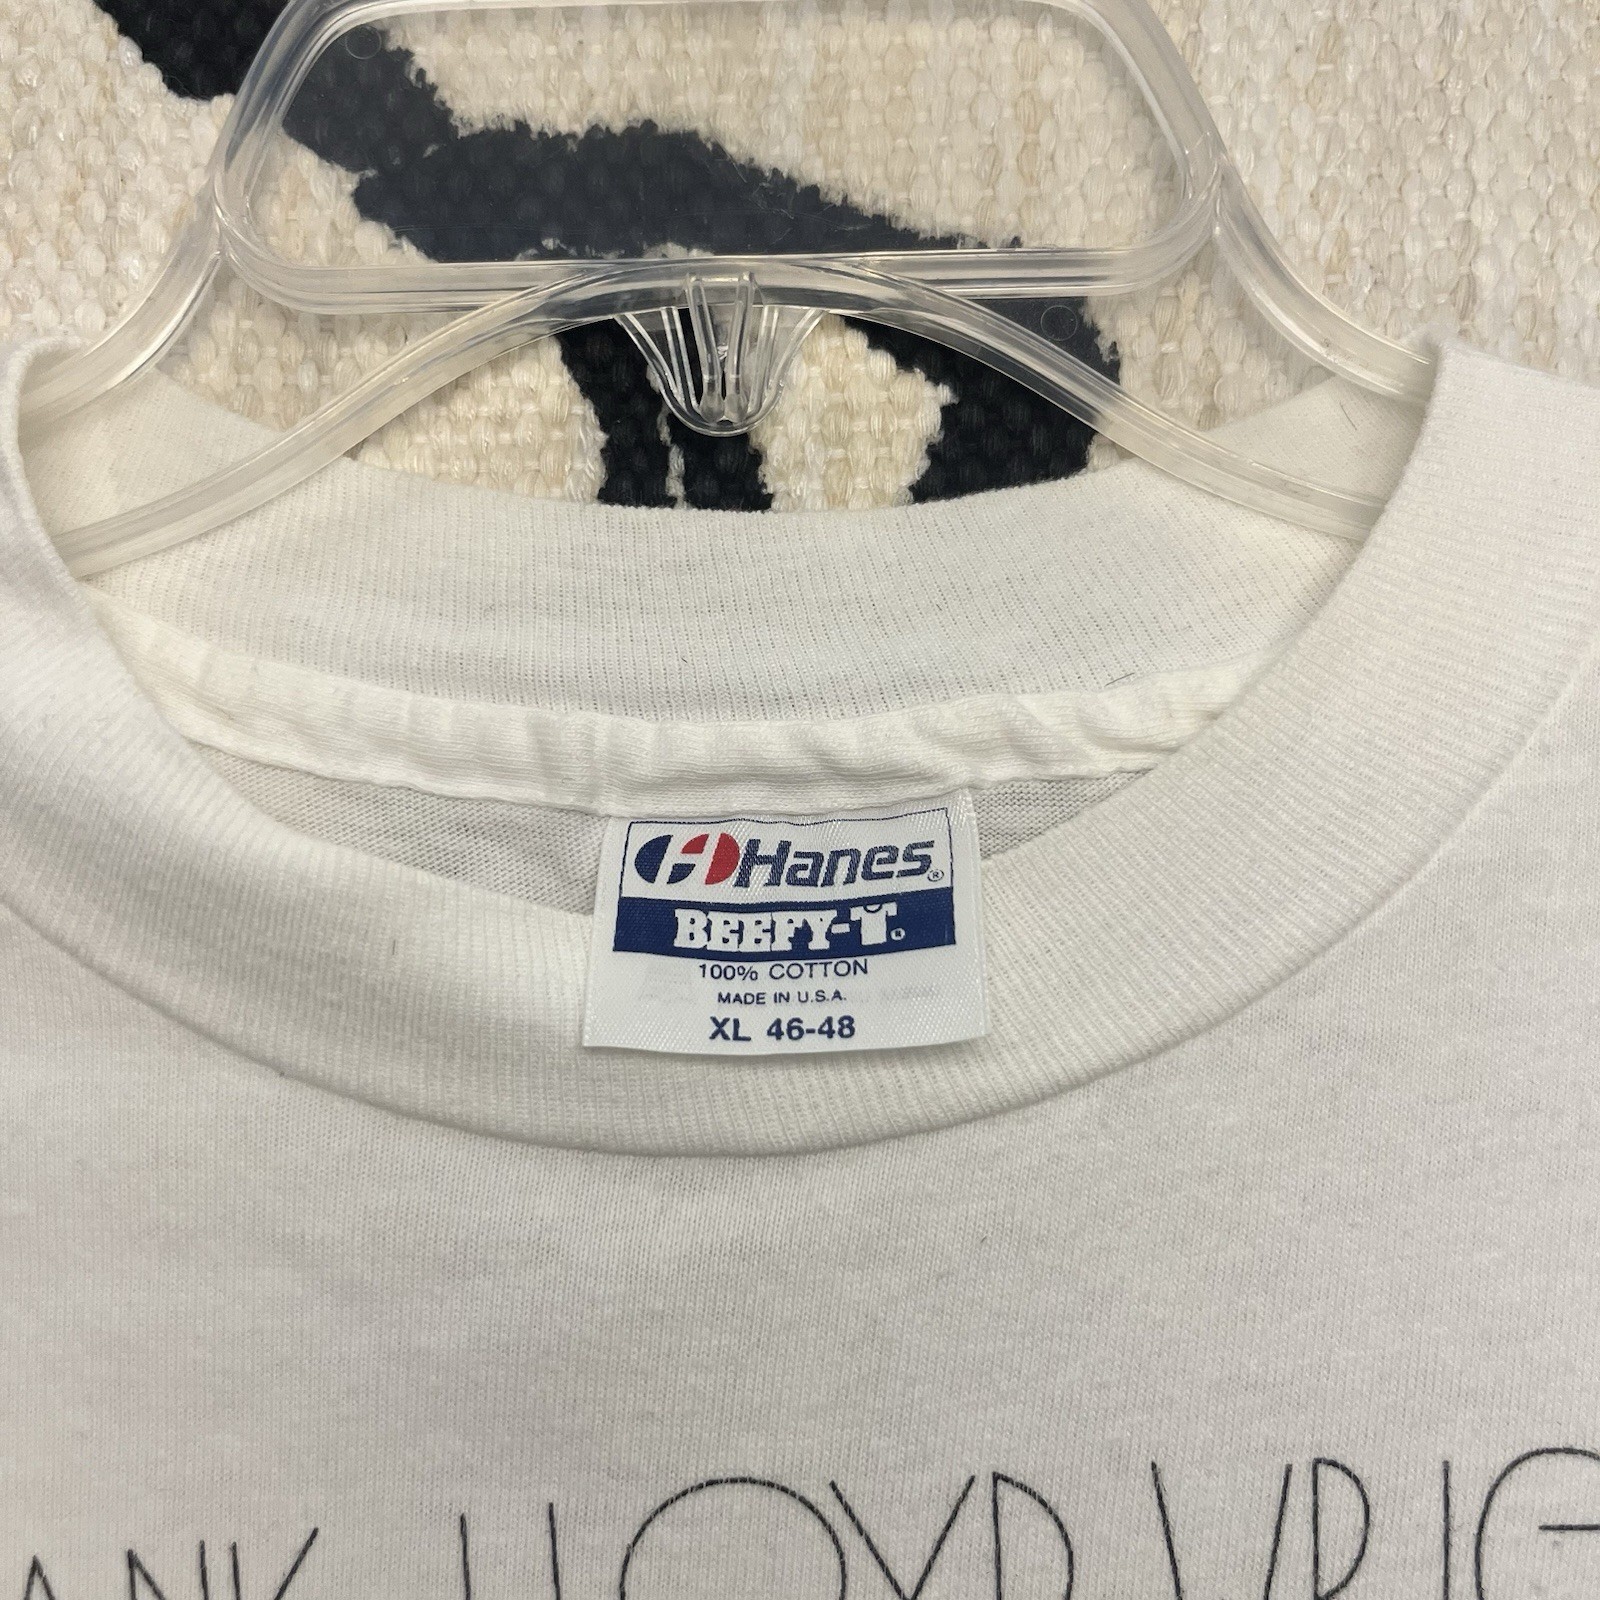 Hanes®
BEEFY-T®
100% COTTON
MADE IN U.S.A.
XL 46-48
ANK LLOYD WRIG